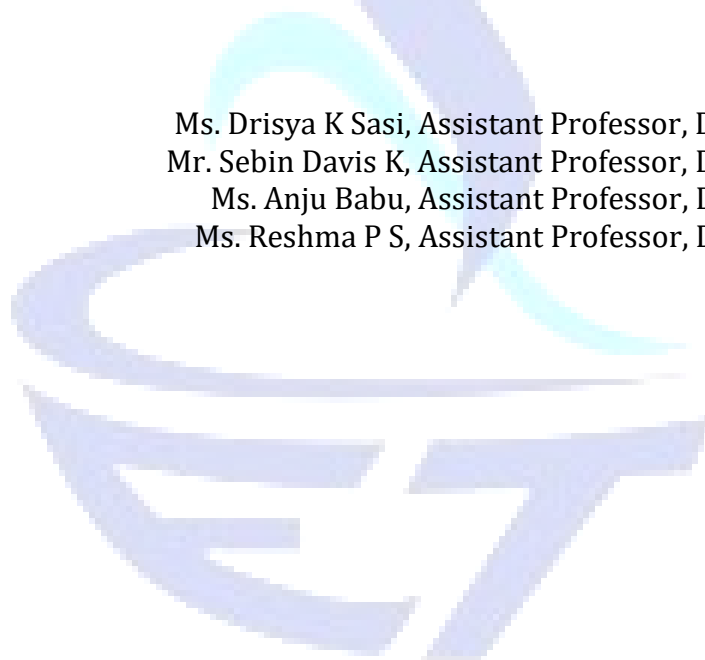 Ms. Drisya K Sasi, Assistant Professor,
Mr. Sebin Davis K, Assistant Professor,
Ms. Anju Babu, Assistant Professor,
Ms. Reshma P S, Assistant Professor,
ET